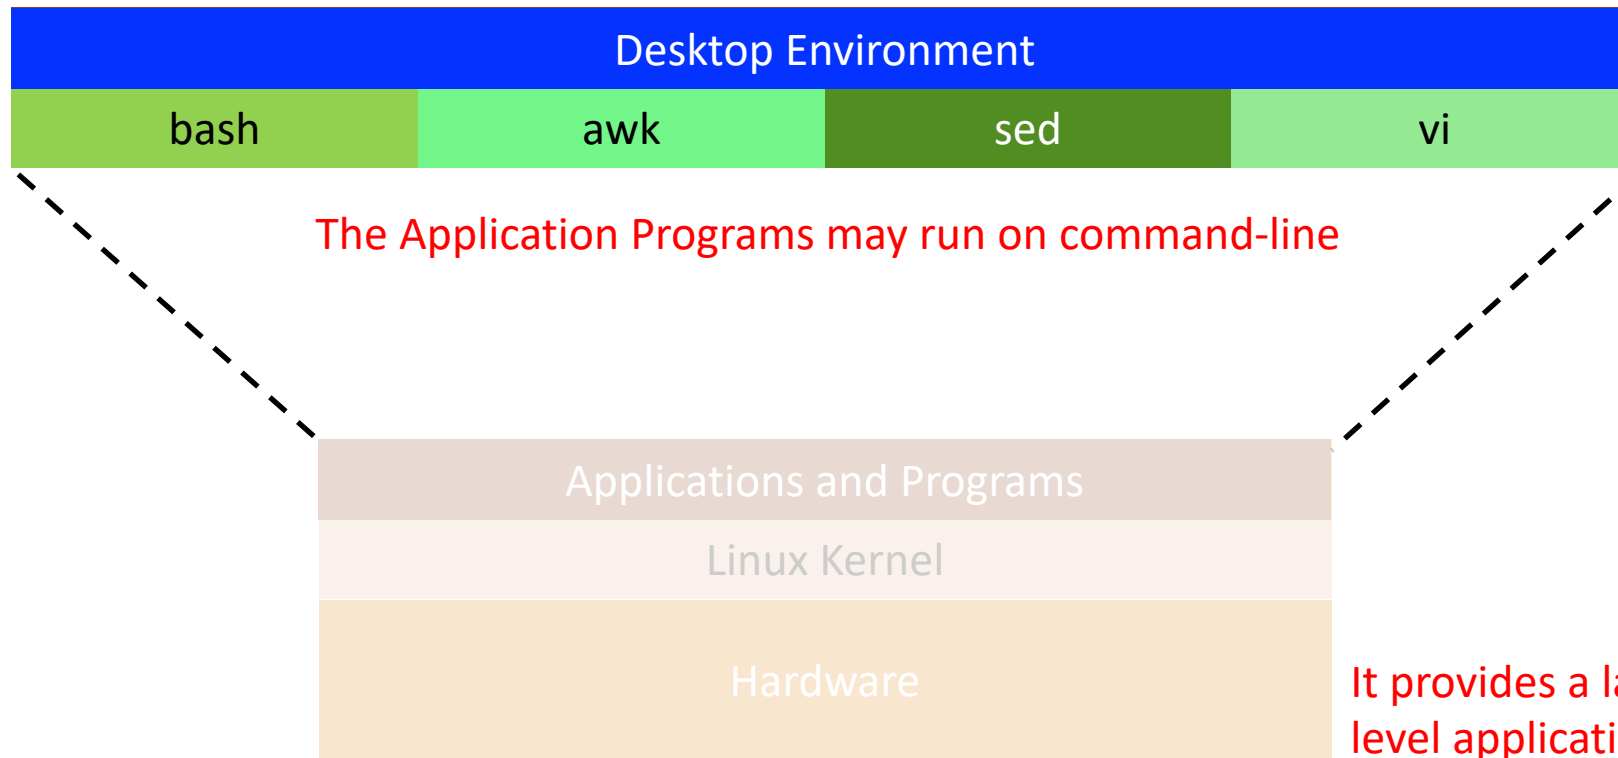 Desktop Environment
bash awk sed vi
The Application Programs may run on command-line
Applications and Programs
Linux Kernel
Hardware
It provides a
level